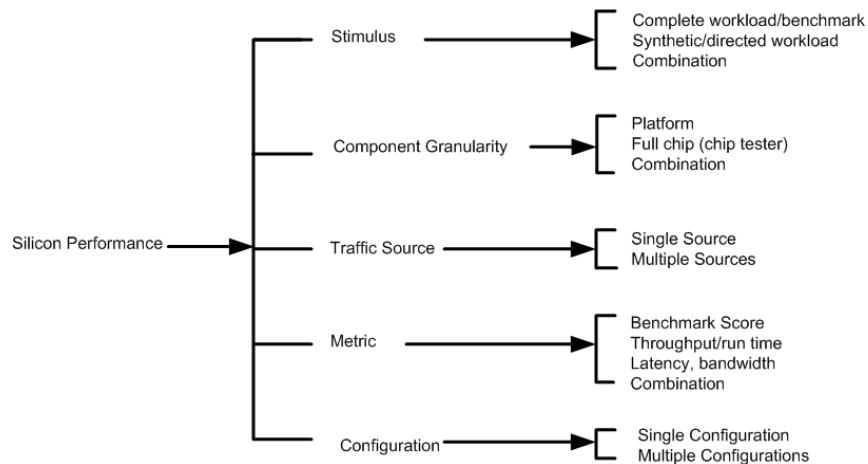 Stimulus
Complete workload/benchmark
Synthetic/directed workload
Combination
Component Granularity
Platform
Full chip (chip tester)
Combination
Silicon Performance
Traffic Source
Single Source
Multiple Sources
Metric
Benchmark Score
Throughput/run time
Latency, bandwidth
Combination
Configuration
Single Configuration
Multiple Configurations